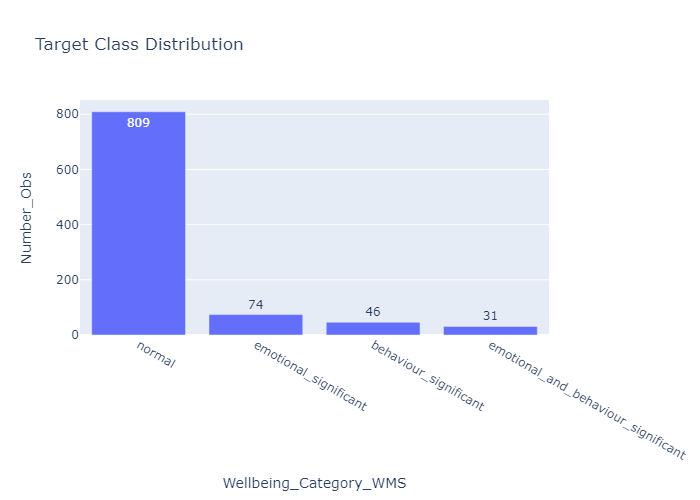 Target Class Distribution
Number_Obs
800
600
400
200
0
809
74
46
31
normal
emotional_significant
behaviour_significant
emotional_and_behaviour_significant
Wellbeing_Category_WMS